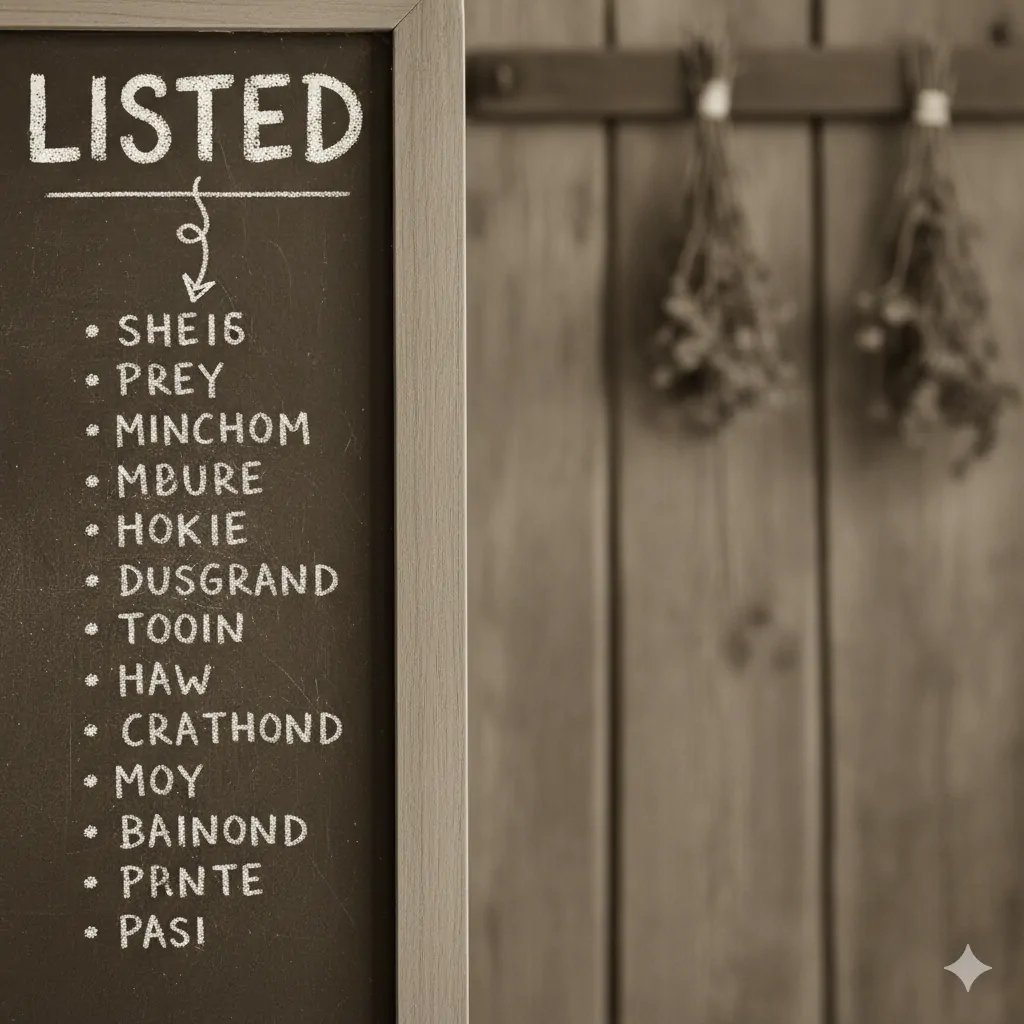 LISTED
• SHEI6
• PREY
• MINCHOM
• MBURE
• HOKIE
• DUSGRAND
• TOOIN
• HAW
• CRATHOND
• MOY
• BAINOND
• PRNTE
• PASI